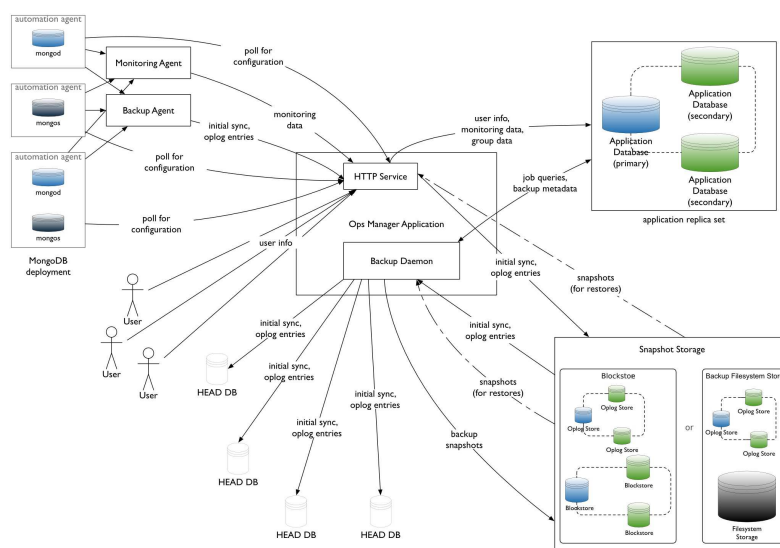 automation agent
mongod
automation agent
mongos
automation agent
mongod
mongos
MongoDB
deployment
Monitoring Agent
Backup Agent
poll for
configuration
monitoring
data
initial sync,
oplog entries
poll for
configuration
poll for
configuration
user info
User
User
User
HTTP Service
Ops Manager Application
Backup Daemon
user info,
monitoring data,
group data
job queries,
backup metadata
Application
Database
(primary)
Application
Database
(secondary)
Application
Database
(secondary)
application replica set
initial sync,
oplog entries
snapshots
(for restores)
initial sync,
oplog entries
snapshots
(for restores)
backup
snapshots
initial sync,
oplog entries
HEAD DB
initial sync,
oplog entries
HEAD DB
initial sync,
oplog entries
HEAD DB
initial sync,
oplog entries
HEAD DB
Snapshot Storage
Blockstoe
Oplog Store
Oplog Store
Oplog Store
Blockstore
Blockstore
Blockstore
or
Backup Filesystem Stor
Oplog Store
Oplog Store
Oplog Store
Filesystem
Storage